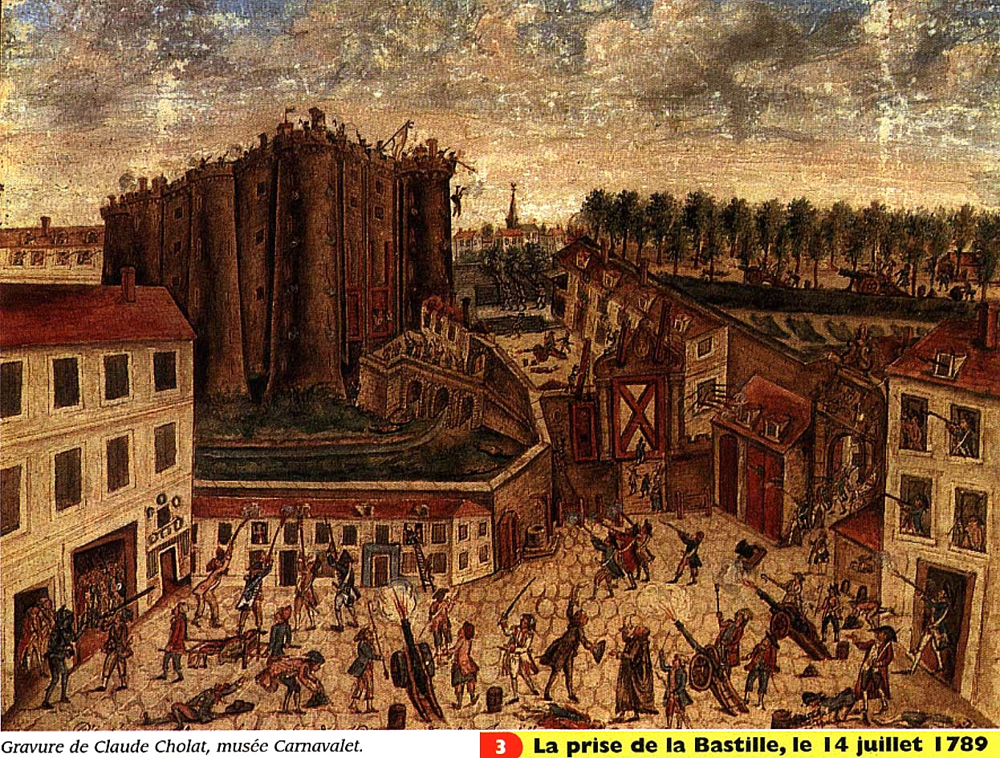 Gravure de Claude Cholat, musée Carnavalet.
3 La prise de la Bastille, le 14 juillet 1789